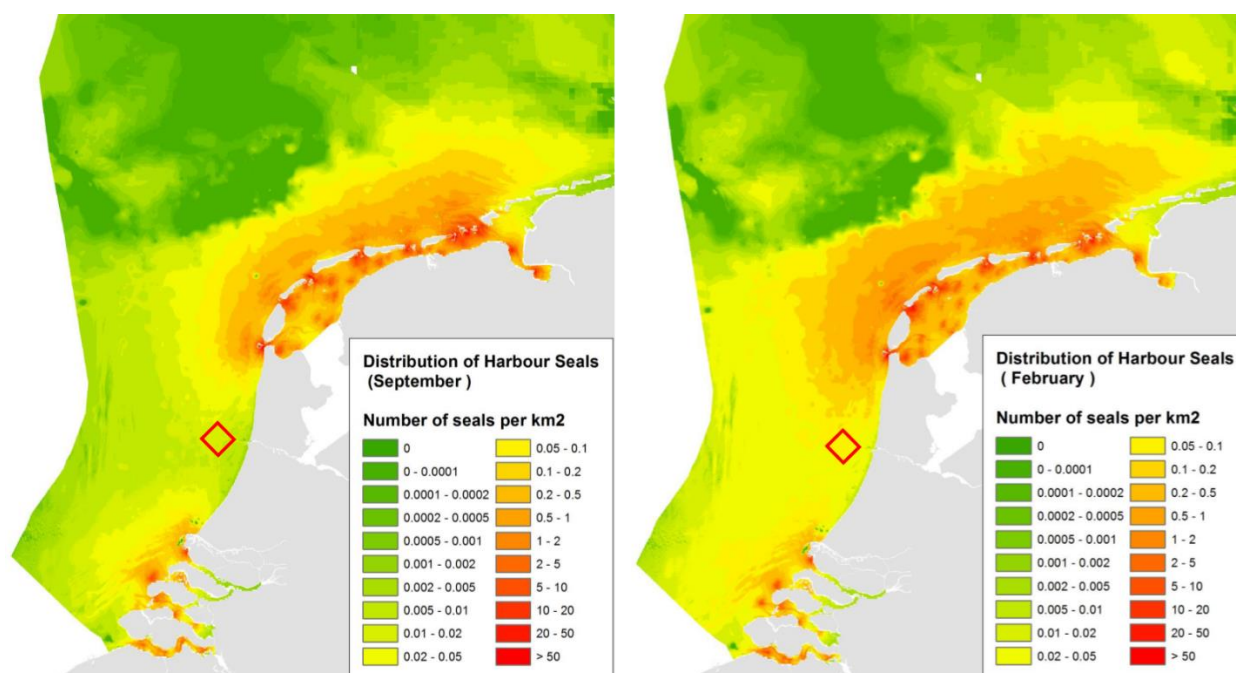 Distribution of Harbour Seals
(September )
Number of seals per km2
0
0 - 0.0001
0.0001 - 0.0002
0.0002 - 0.0005
0.0005 - 0.001
0.001 - 0.002
0.002 - 0.005
0.005 - 0.01
0.01 - 0.02
0.02 - 0.05
0.05 - 0.1
0.1 - 0.2
0.2 - 0.5
0.5 - 1
1 - 2
2 - 5
5 - 10
10 - 20
20 - 50
> 50
Distribution of Harbour Seals
( February )
Number of seals per km2
0
0 - 0.0001
0.0001 - 0.0002
0.0002 - 0.0005
0.0005 - 0.001
0.001 - 0.002
0.002 - 0.005
0.005 - 0.01
0.01 - 0.02
0.02 - 0.05
0.05 - 0.1
0.1 - 0.2
0.2 - 0.5
0.5 - 1
1 - 2
2 - 5
5 - 10
10 - 20
20 - 50
> 50